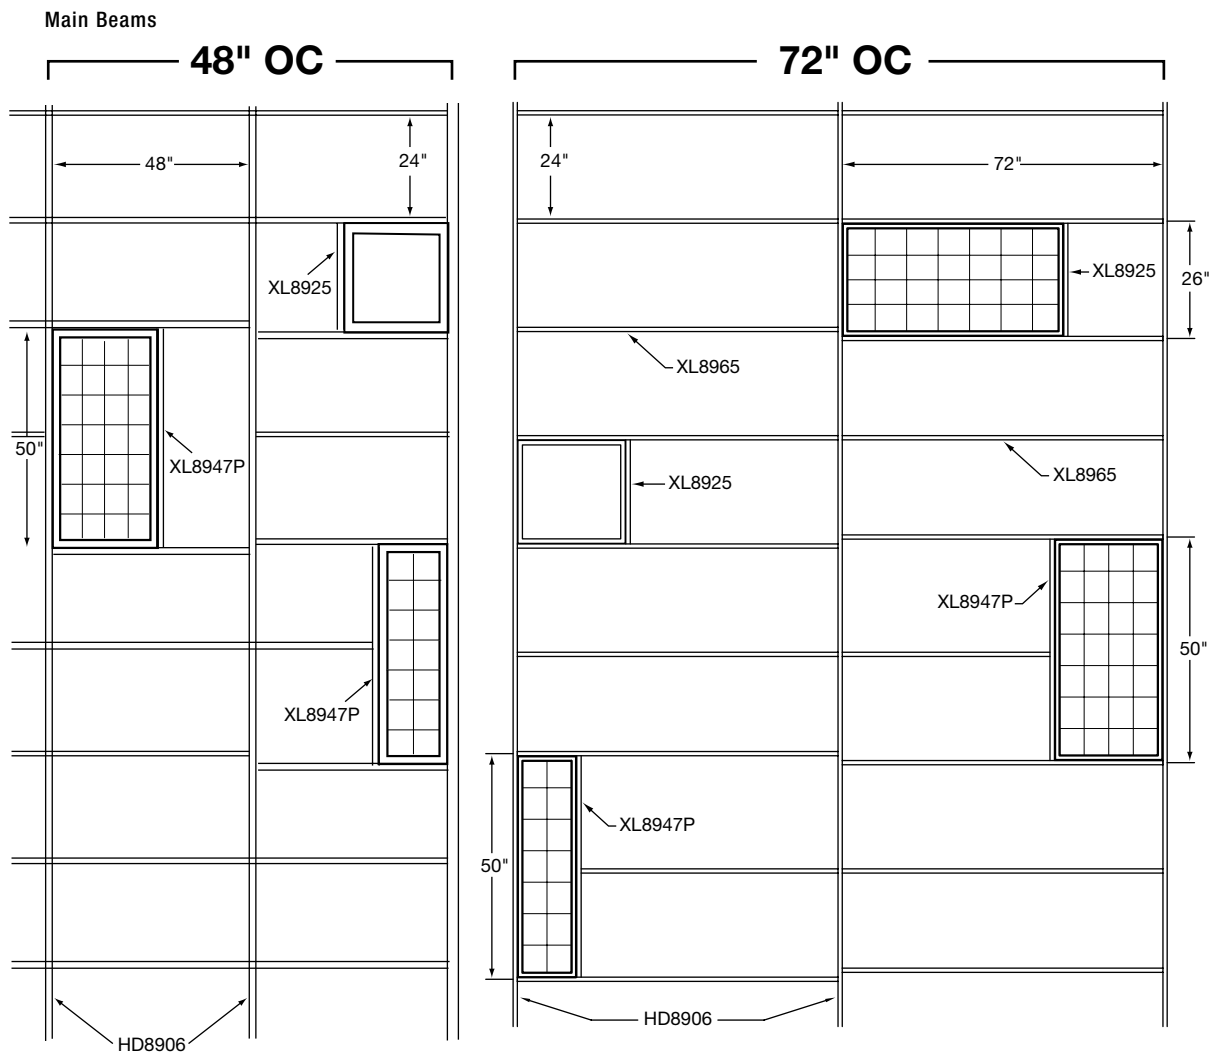 Main Beams
48" OC
72" OC
48"
24"
24"
72"
XL8925
XL8925
26"
XL8965
50"
XL8947P
XL8925
XL8965
XL8947P
50"
XL8947P
XL8947P
50"
HD8906
HD8906